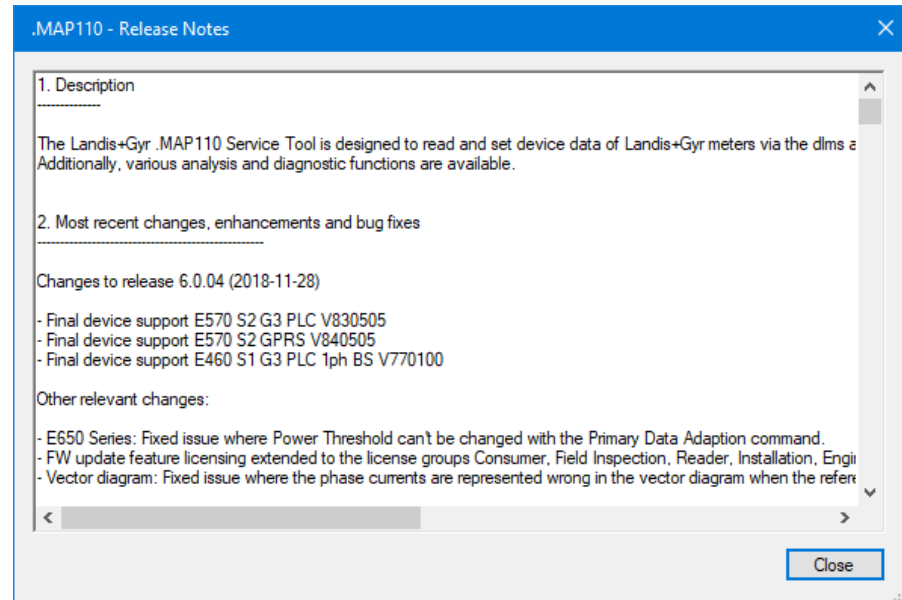 .MAP110 - Release Notes
1. Description
--------------
The Landis+Gyr .MAP110 Service Tool is designed to read and set device data of Landis+Gyr meters via the dlms a
Additionally, various analysis and diagnostic functions are available.
2. Most recent changes, enhancements and bug fixes
--------------------------------------------------
Changes to release 6.0.04 (2018-11-28)
- Final device support E570 S2 G3 PLC V830505
- Final device support E570 S2 GPRS V840505
- Final device support E460 S1 G3 PLC 1ph BS V770100
Other relevant changes:
- E650 Series: Fixed issue where Power Threshold can't be changed with the Primary Data Adaption command.
- FW update feature licensing extended to the license groups Consumer, Field Inspection, Reader, Installation, Engi
- Vector diagram: Fixed issue where the phase currents are represented wrong in the vector diagram when the refere
Close